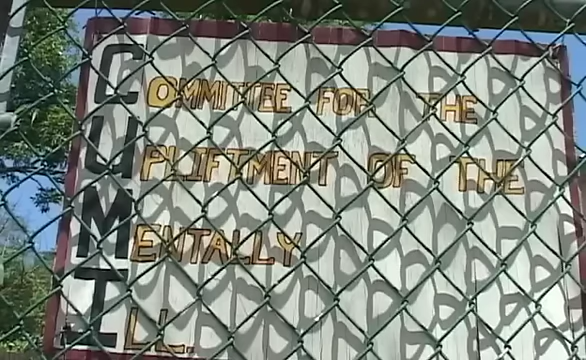 COMMITTEE FOR THE
UPLIFTMENT OF THE
MENTALLY
ILL.